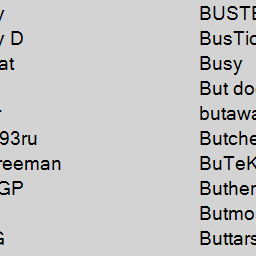 y BUSTE
y D BusTic
at Busy
But do
r butawa
93ru Butche
reeman BuTeK
GP Buther
Butmo
G Buttars